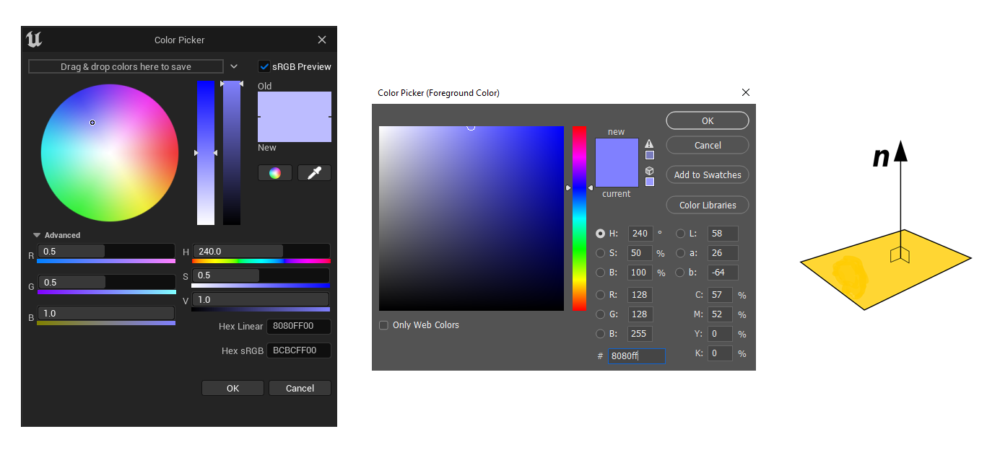 Color Picker
Drag & drop colors here to save
sRGB Preview
Old
New
Advanced
R 0.5
G 0.5
B 1.0
H 240.0
S 0.5
V 1.0
Hex Linear 8080FF00
Hex sRGB BCBCFF00
OK Cancel
Color Picker (Foreground Color)
new
current
OK
Cancel
Add to Swatches
Color Libraries
H: 240 ° L: 58
S: 50 % a: 26
B: 100 % b: -64
R: 128 C: 57 %
G: 128 M: 52 %
B: 255 Y: 0 %
# 8080ff K: 0 %
Only Web Colors
n